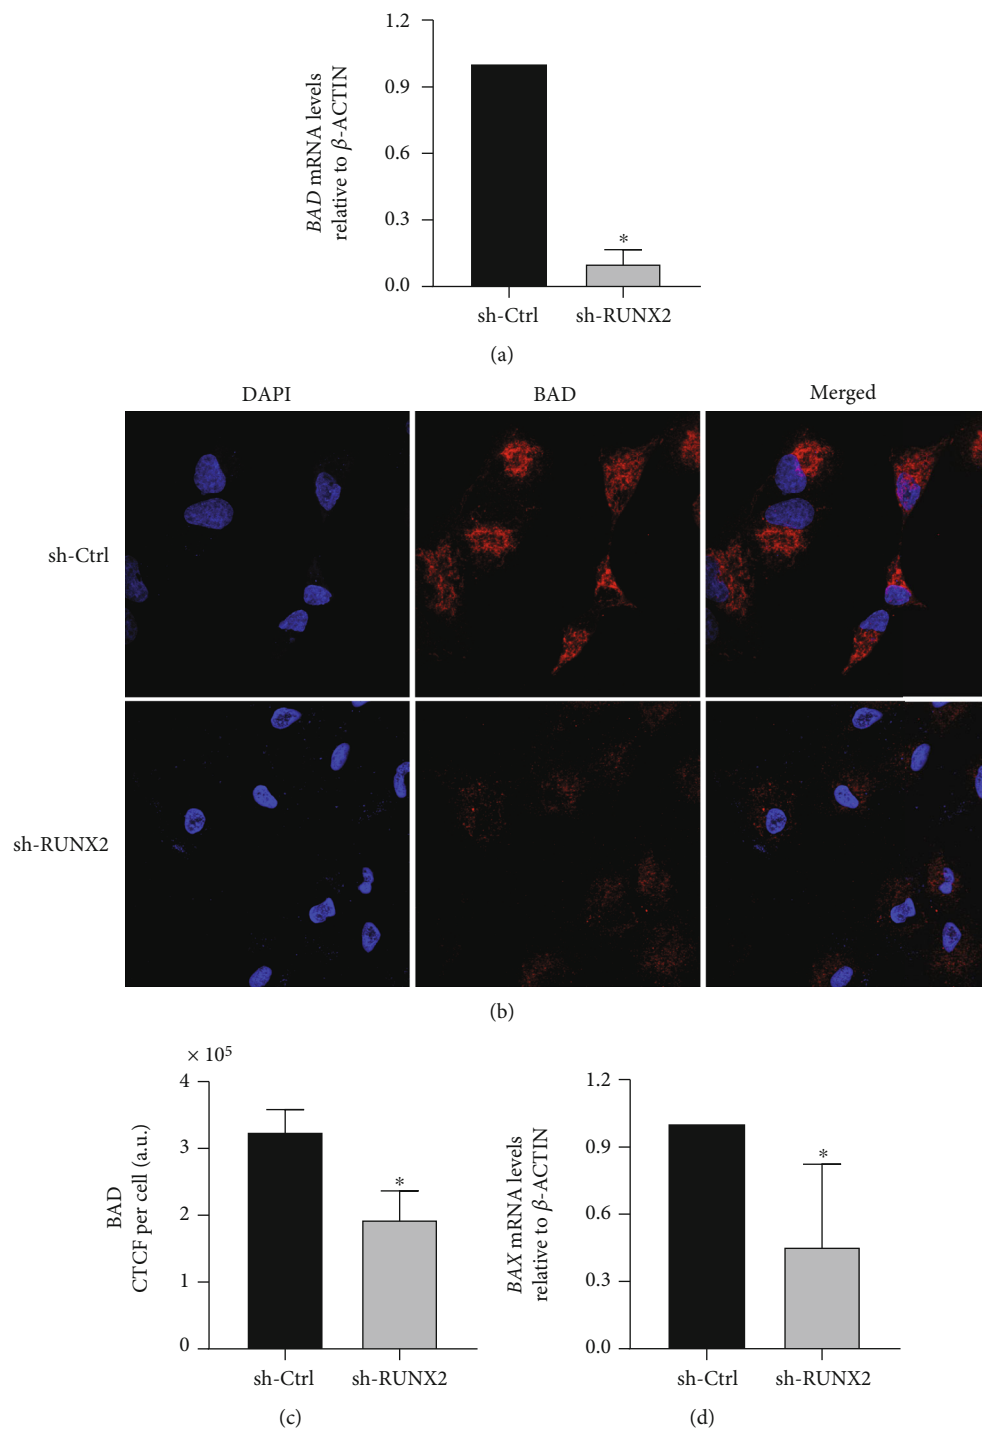 1.2
0.9
0.6
0.3
0.0
BAD mRNA levels
relative to β-ACTIN
*
sh-Ctrl
sh-RUNX2
(a)
DAPI
BAD
Merged
sh-Ctrl
sh-RUNX2
(b)
× 10⁵
4
3
2
1
0
BAD
CTCF per cell (a.u.)
*
sh-Ctrl
sh-RUNX2
(c)
1.2
0.9
0.6
0.3
0.0
BAX mRNA levels
relative to β-ACTIN
*
sh-Ctrl
sh-RUNX2
(d)